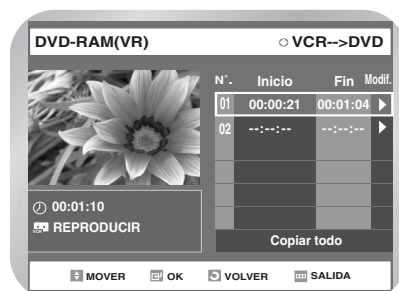 DVD-RAM(VR) VCR-->DVD
N°. Inicio Fin Modif.
01 00:00:21 00:01:04
02 --:--:-- --:--:--
00:01:10
VCR REPRODUCIR
Copiar todo
MOVER OK VOLVER SALIDA